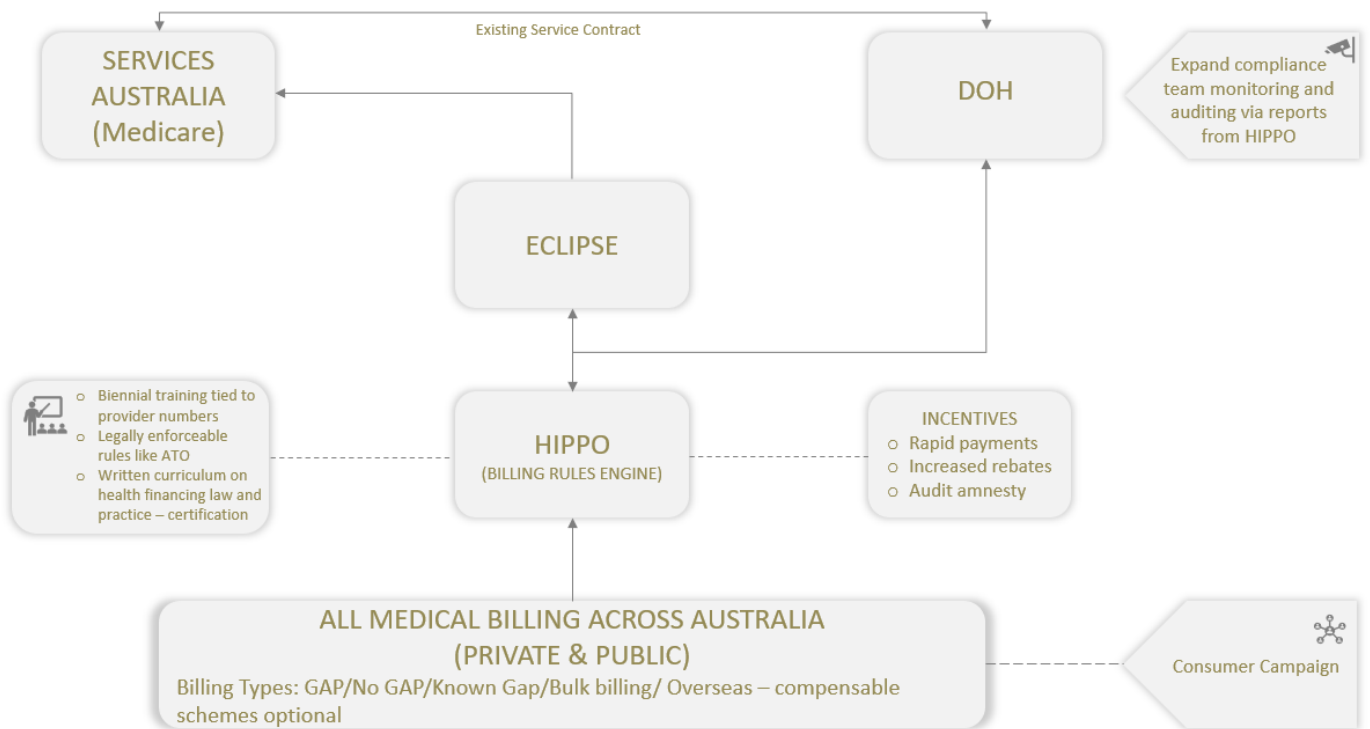 Existing Service Contract
SERVICES
AUSTRALIA
(Medicare)
DOH
Expand compliance
team monitoring and
auditing via reports
from HIPPO
ECLIPSE
o Biennial training tied to
provider numbers
o Legally enforceable
rules like ATO
o Written curriculum on
health financing law and
practice – certification
HIPPO
(BILLING RULES ENGINE)
INCENTIVES
o Rapid payments
o Increased rebates
o Audit amnesty
ALL MEDICAL BILLING ACROSS AUSTRALIA
(PRIVATE & PUBLIC)
Billing Types: GAP/No GAP/Known Gap/Bulk billing/ Overseas – compensable
schemes optional
Consumer Campaign